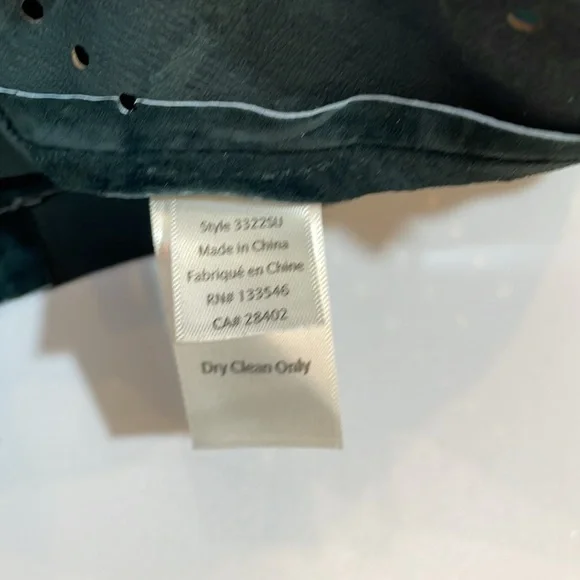 Style 3322SU
Made in China
Fabriqué en Chine
RN# 133546
CA# 28402
Dry Clean Only